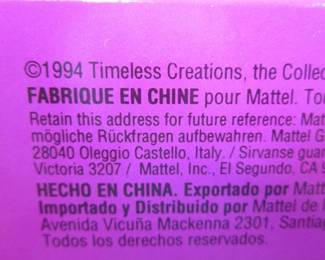 ©1994 Timeless Creations, the Collec
FABRIQUE EN CHINE pour Mattel. To
Retain this address for future reference: Mat
mögliche Rückfragen aufbewahren. Mattel G
28040 Oleggio Castello, Italy. / Sirvanse guar
Victoria 3207 / Mattel, Inc., El Segundo, CA 9
HECHO EN CHINA. Exportado por Matt
Importado y Distribuido por Mattel de
Avenida Vicuña Mackenna 2301, Santiag
Todos los derechos reservados.